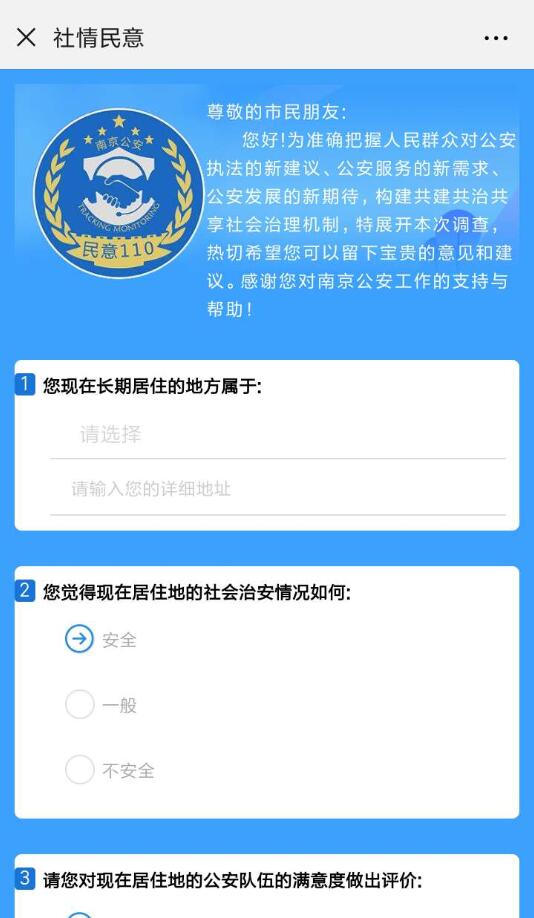 社情民意
尊敬的市民朋友：
您好!为准确把握人民群众对公安
执法的新建议、公安服务的新需求、
公安发展的新期待，构建共建共治共
享社会治理机制，特展开本次调查，
热切希望您可以留下宝贵的意见和建
议。感谢您对南京公安工作的支持与
帮助！
南京公安
TRACKING MONITORING
民意110
1 您现在长期居住的地方属于:
请选择
请输入您的详细地址
2 您觉得现在居住地的社会治安情况如何:
安全
一般
不安全
3 请您对现在居住地的公安队伍的满意度做出评价: